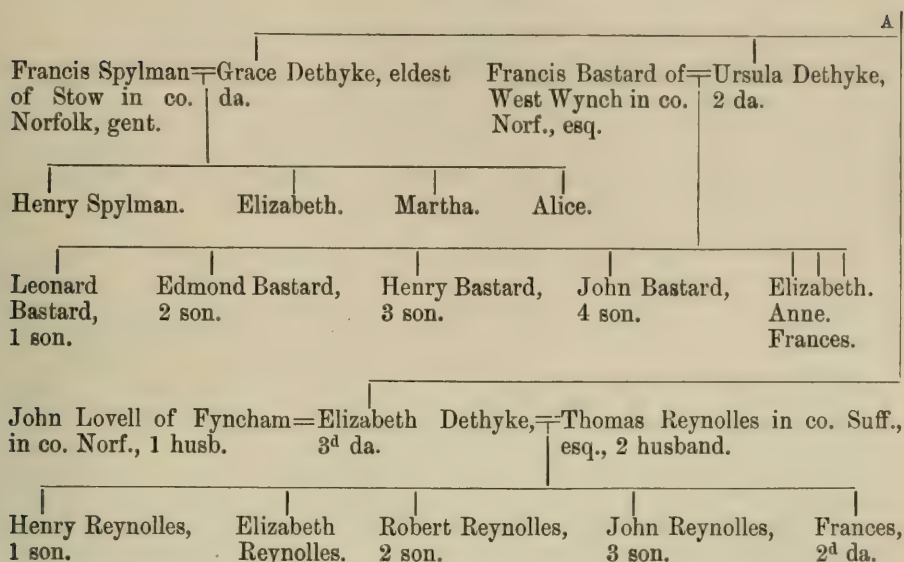 A
Francis Spylman=Grace Dethyke, eldest
of Stow in co. da.
Norfolk, gent.
Francis Bastard of=Ursula Dethyke,
West Wynch in co. 2 da.
Norf., esq.
Henry Spylman. Elizabeth. Martha. Alice.
Leonard
Bastard,
1 son.
Edmond Bastard,
2 son.
Henry Bastard,
3 son.
John Bastard,
4 son.
Elizabeth.
Anne.
Frances.
John Lovell of Fyncham=Elizabeth Dethyke,=Thomas Reynolles in co. Suff.,
in co. Norf., 1 husb. 3d da. esq., 2 husband.
Henry Reynolles,
1 son.
Elizabeth
Reynolles.
Robert Reynolles,
2 son.
John Reynolles,
3 son.
Frances,
2d da.